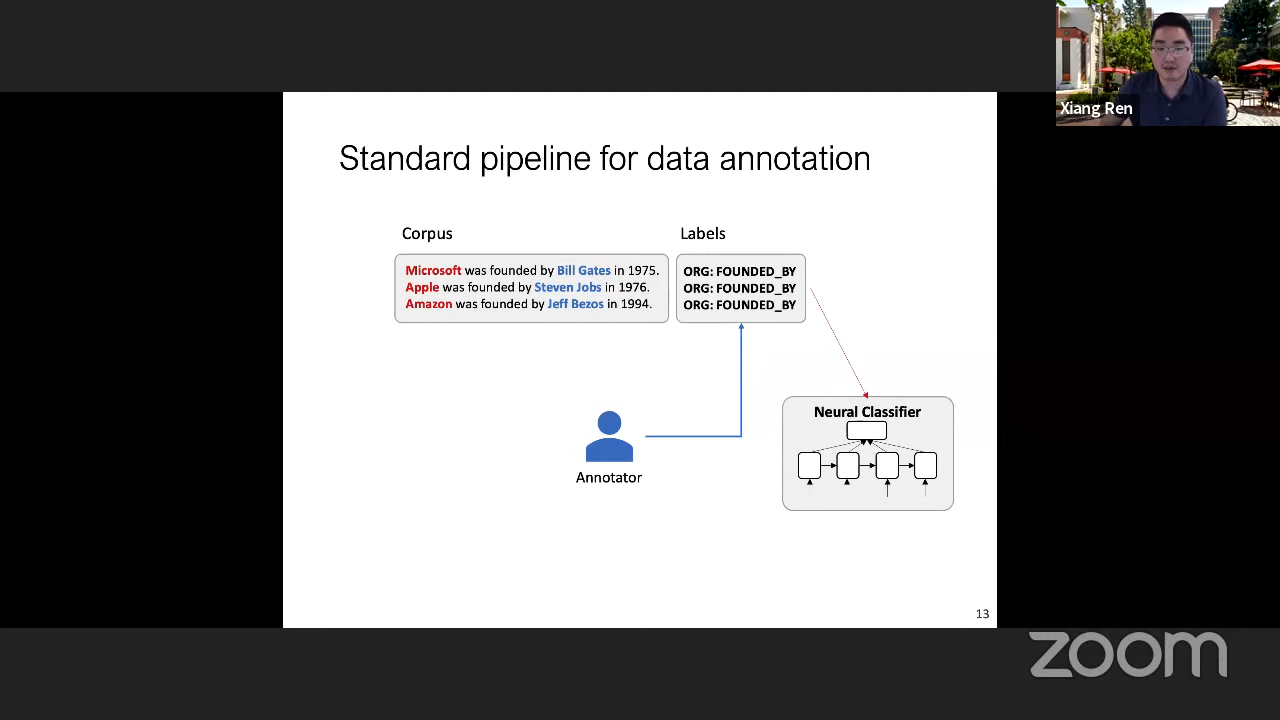 Xiang Ren
Standard pipeline for data annotation
Corpus
Labels
Microsoft was founded by Bill Gates in 1975.
Apple was founded by Steven Jobs in 1976.
Amazon was founded by Jeff Bezos in 1994.
ORG: FOUNDED_BY
ORG: FOUNDED_BY
ORG: FOUNDED_BY
Neural Classifier
Annotator
13
zoom